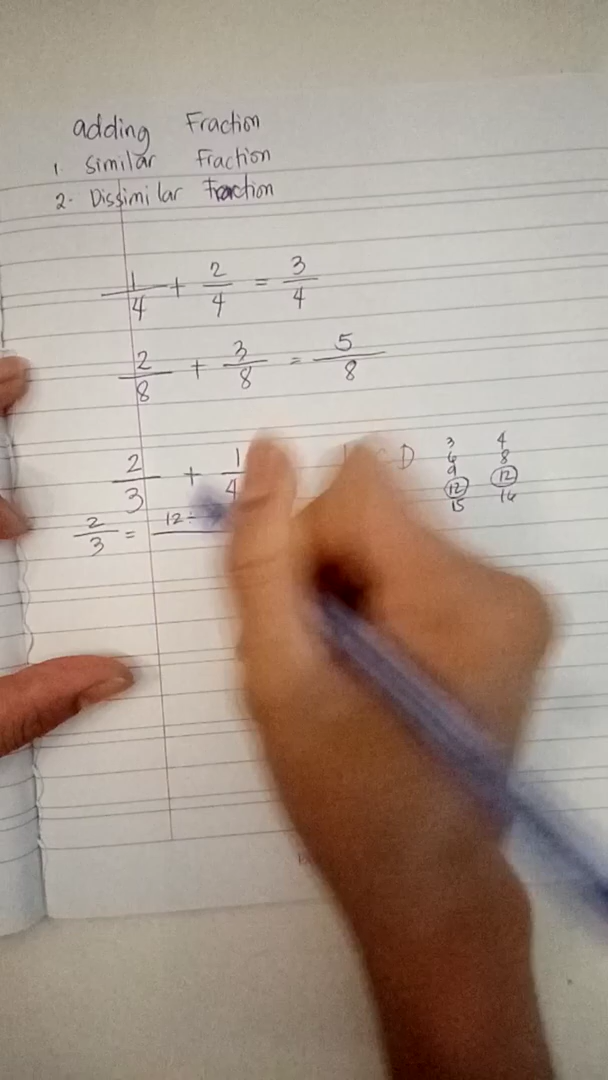 adding Fraction
1. Similar Fraction
2. Dissimilar Fraction
1/4 + 2/4 = 3/4
2/8 + 3/8 = 5/8
2/3 + 1/4
D
3 4
6 8
9 12
12 16
15
2/3 = 12 ÷